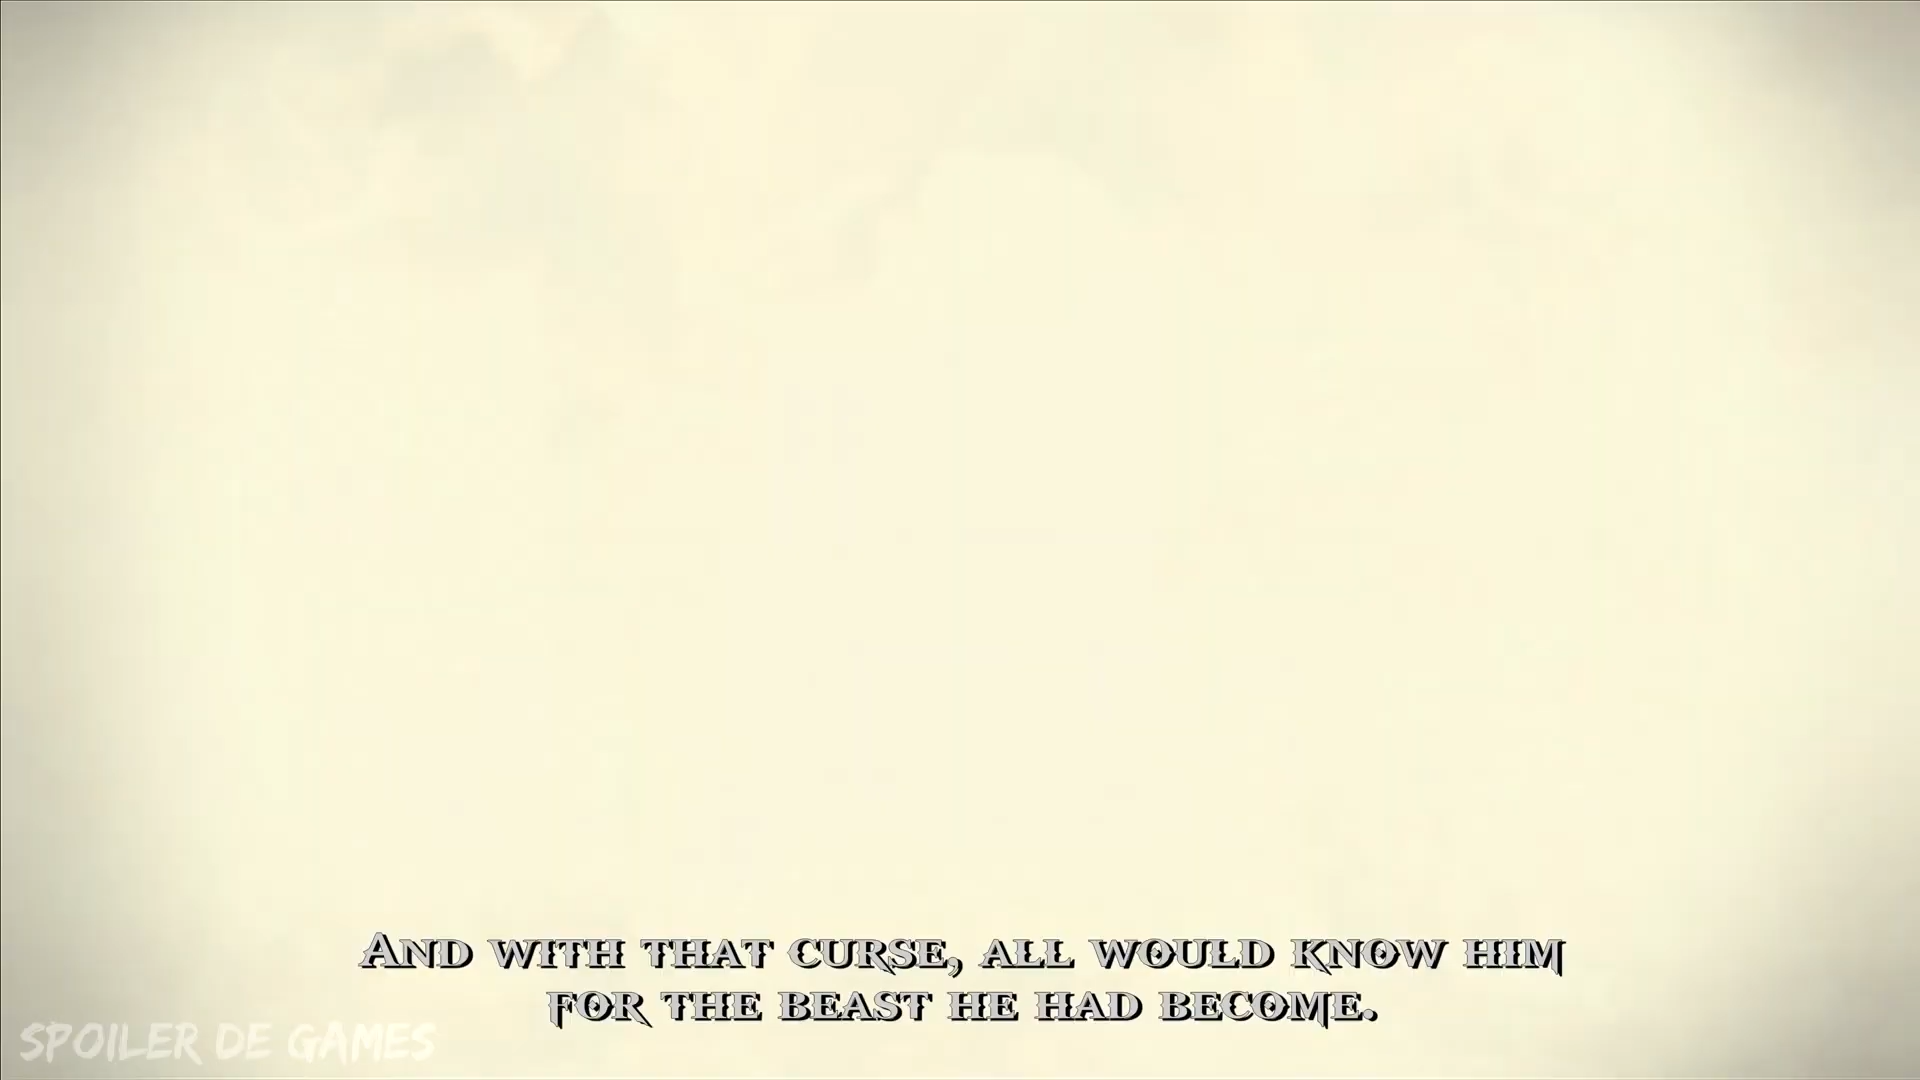 And with that curse, all would know him
for the beast he had become.
SPOILER DE GAMES